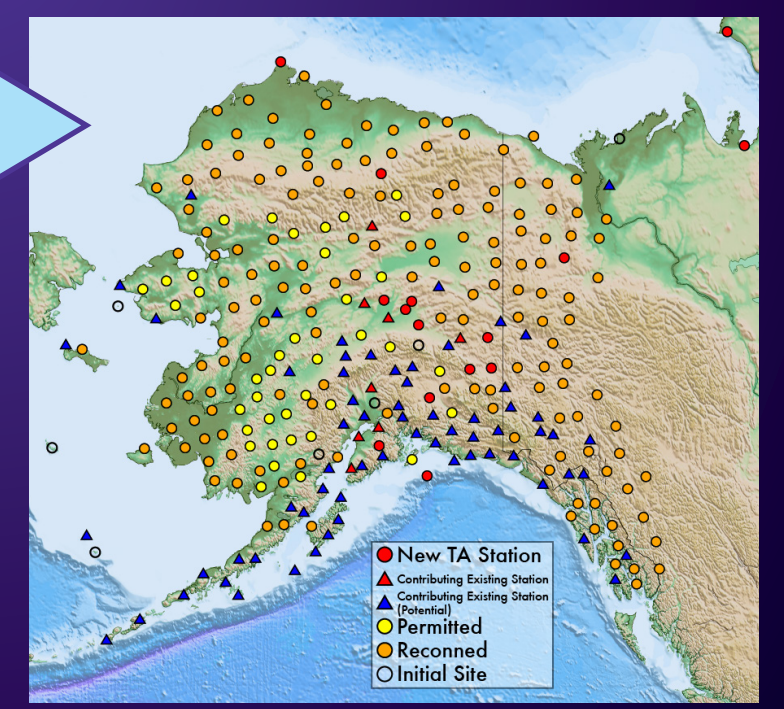 New TA Station
Contributing Existing Station
Contributing Existing Station
(Potential)
Permitted
Reconned
Initial Site